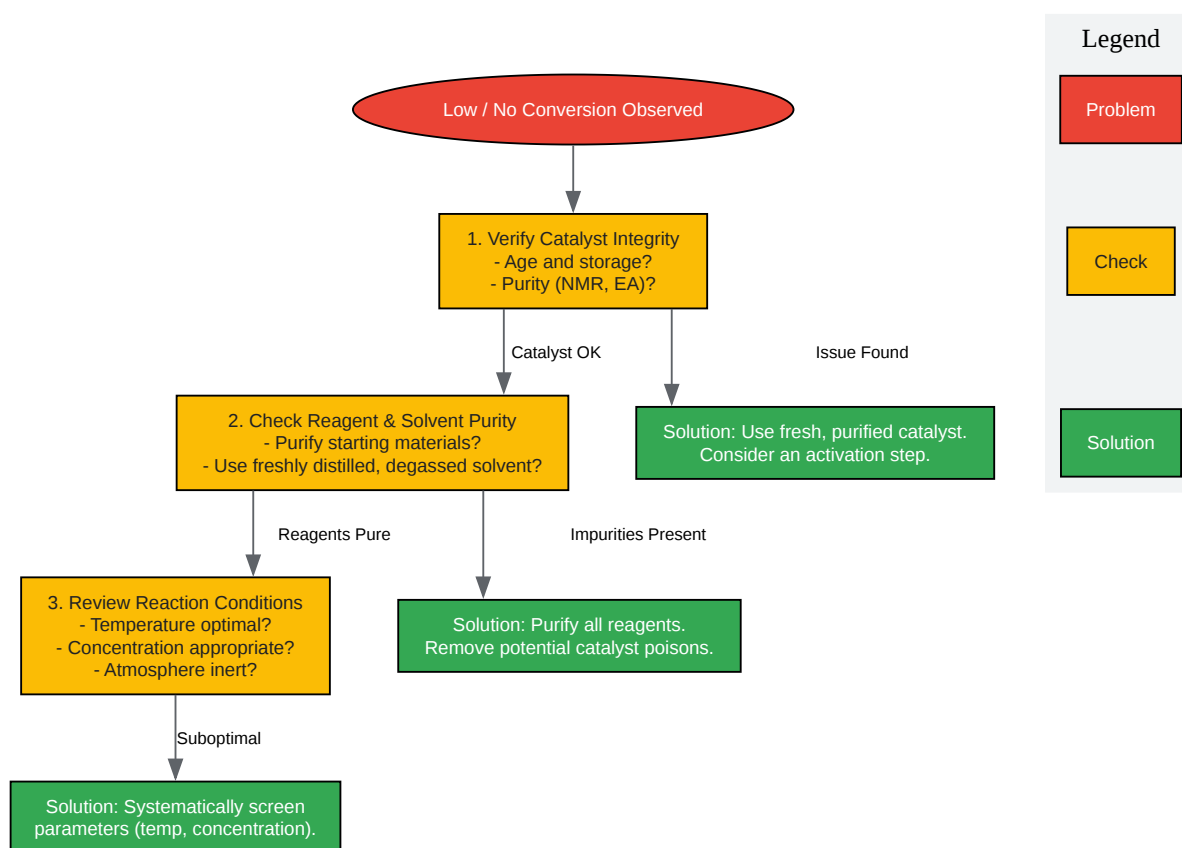 Legend
Problem
Check
Solution
Low / No Conversion Observed
1. Verify Catalyst Integrity
- Age and storage?
- Purity (NMR, EA)?
Catalyst OK
Issue Found
2. Check Reagent & Solvent Purity
- Purify starting materials?
- Use freshly distilled, degassed solvent?
Solution: Use fresh, purified catalyst.
Consider an activation step.
Reagents Pure
Impurities Present
3. Review Reaction Conditions
- Temperature optimal?
- Concentration appropriate?
- Atmosphere inert?
Solution: Purify all reagents.
Remove potential catalyst poisons.
Suboptimal
Solution: Systematically screen
parameters (temp, concentration).